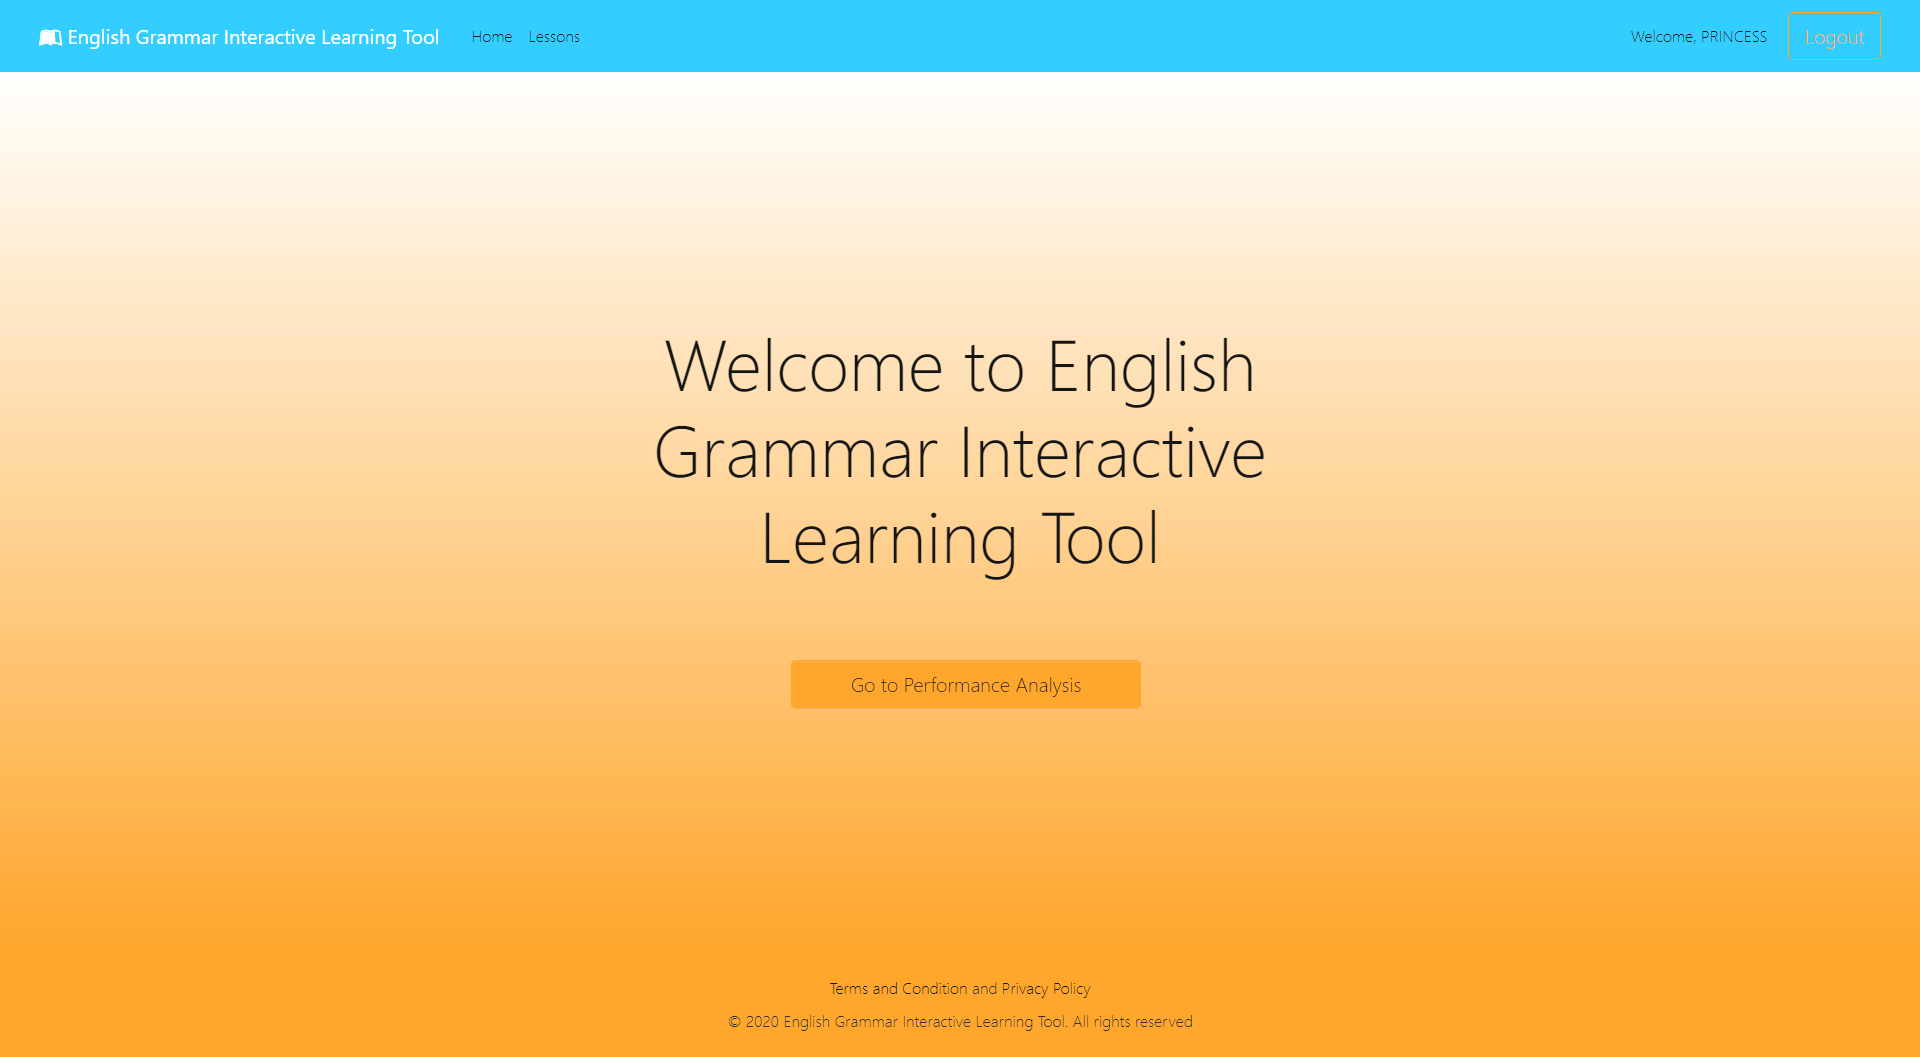 English Grammar Interactive Learning Tool
Home
Lessons
Welcome, PRINCESS
Logout
Welcome to English
Grammar Interactive
Learning Tool
Go to Performance Analysis
Terms and Condition and Privacy Policy
© 2020 English Grammar Interactive Learning Tool. All rights reserved